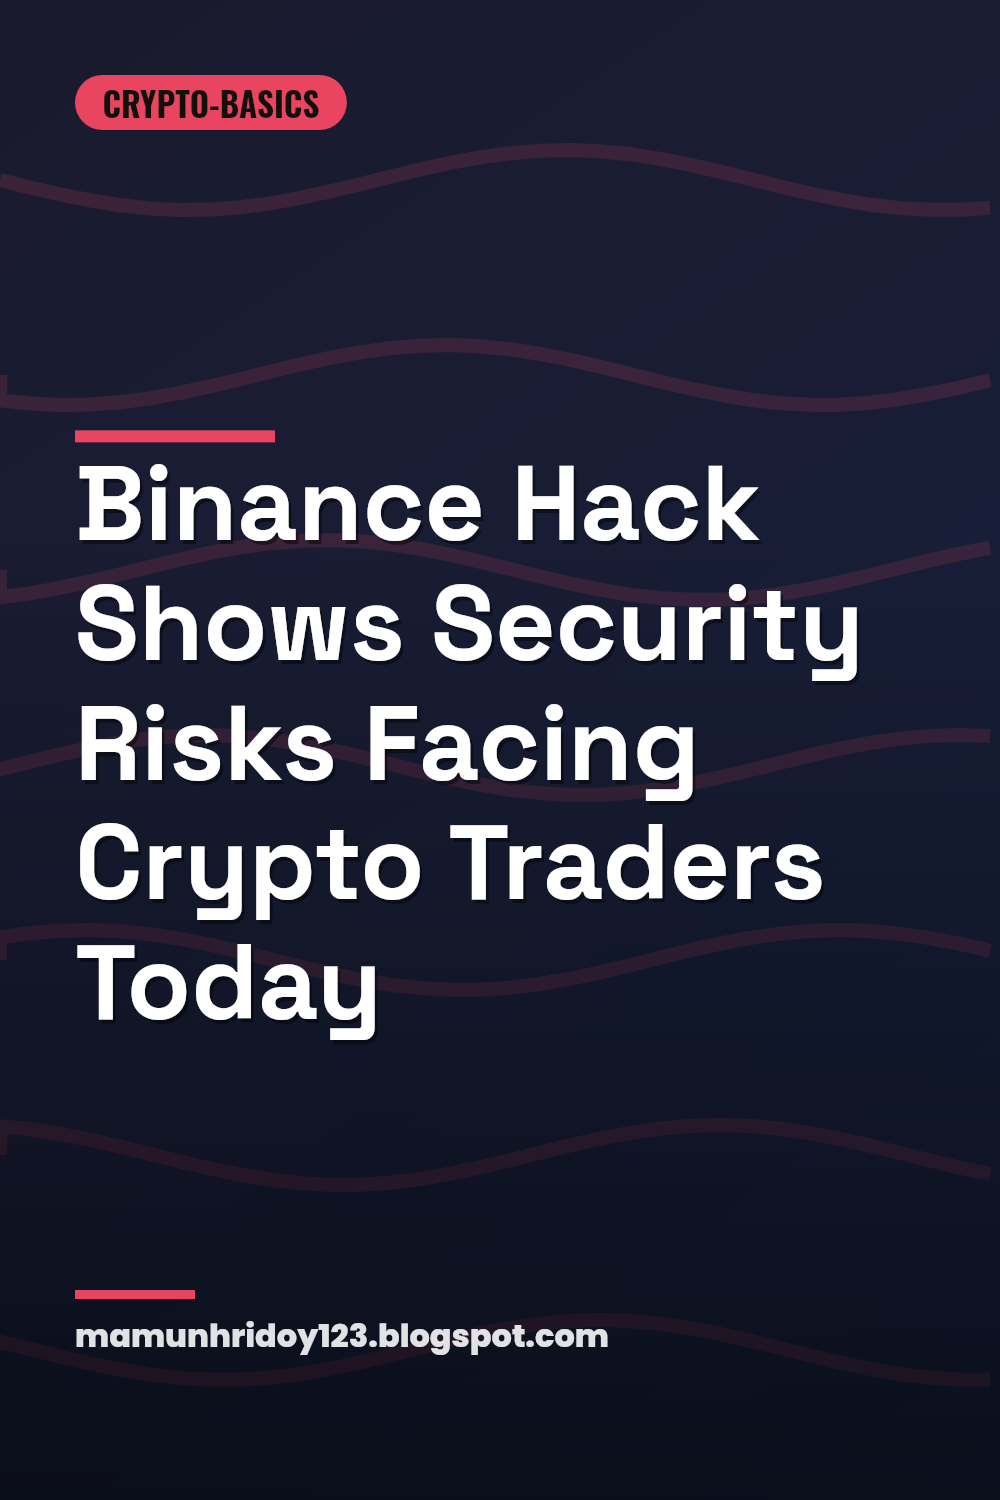 CRYPTO-BASICS
Binance Hack
Shows Security
Risks Facing
Crypto Traders
Today
mamunhridoy123.blogspot.com